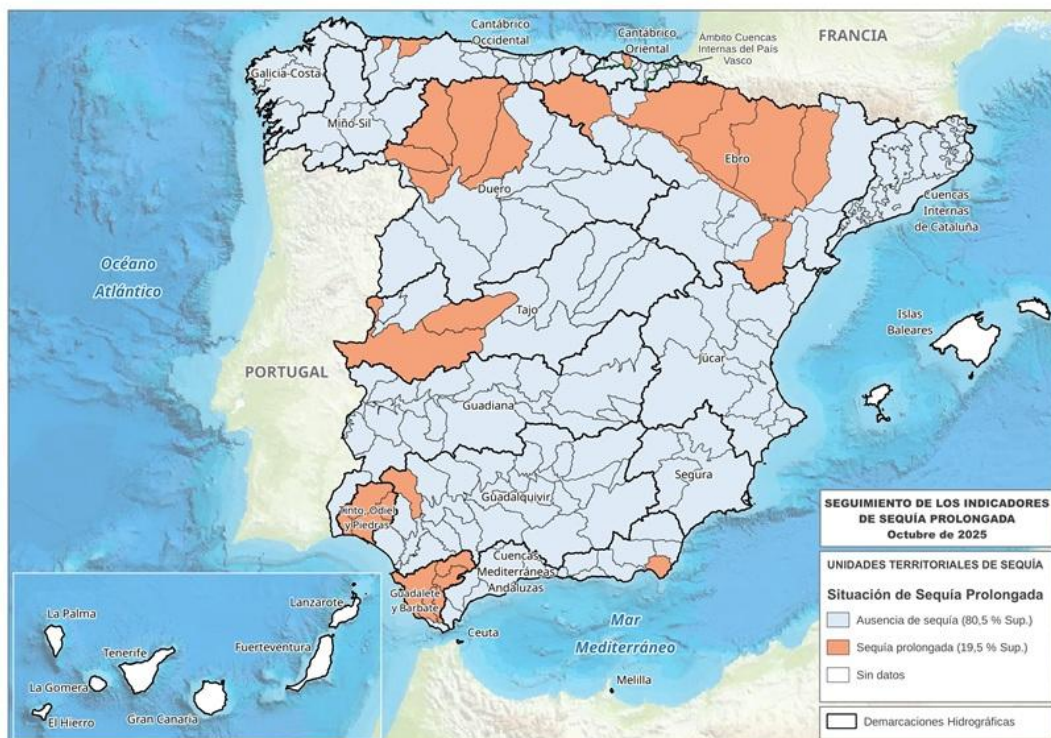 Cantábrico
Occidental
Cantábrico
Oriental
Ámbito Cuencas
Internas del País
Vasco
FRANCIA
Galicia-Costa
Miño-Sil
Ebro
Duero
Cuencas
Internas
de Cataluña
Océano
Atlántico
Tajo
Islas
Baleares
PORTUGAL
Júcar
Guadiana
Segura
Guadalquivir
Tinto, Odiel
y Piedras
Cuencas
Mediterráneas
Andaluzas
Guadalete
y Barbate
Ceuta
Mar
Mediterráneo
Melilla
Lanzarote
La Palma
Fuerteventura
Tenerife
La Gomera
El Hierro
Gran Canaria
SEGUIMIENTO DE LOS INDICADORES
DE SEQUÍA PROLONGADA
Octubre de 2025
UNIDADES TERRITORIALES DE SEQUÍA
Situación de Sequía Prolongada
Ausencia de sequía (80,5 % Sup.)
Sequía prolongada (19,5 % Sup.)
Sin datos
Demarcaciones Hidrográficas